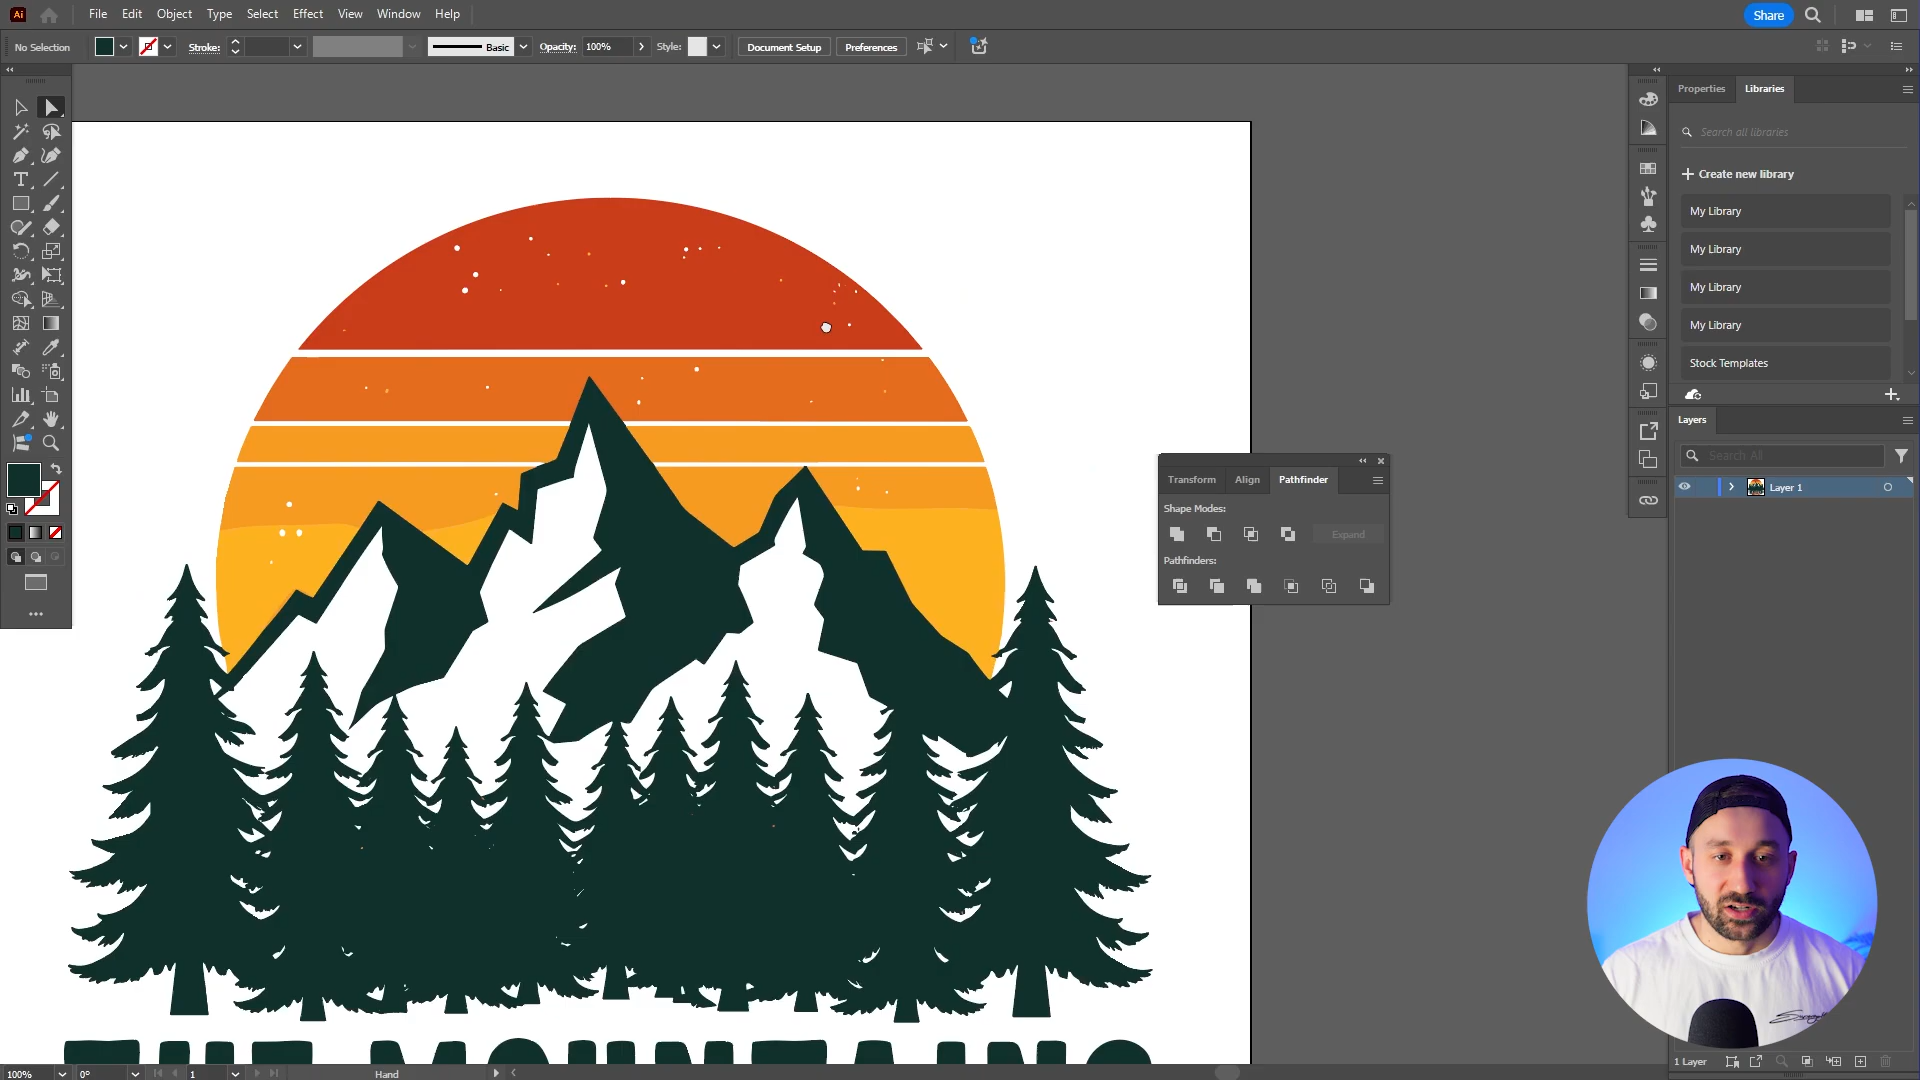 Ai File Edit Object Type Select Effect View Window Help Share
No Selection Stroke: Basic Opacity: 100% Style: Document Setup Preferences
Properties Libraries
Search all libraries
Create new library
My Library
My Library
My Library
My Library
Stock Templates
Layers
Search All
Layer 1
Transform Align Pathfinder
Shape Modes:
Expand
Pathfinders:
1 Layer
100% 0° 1 Hand